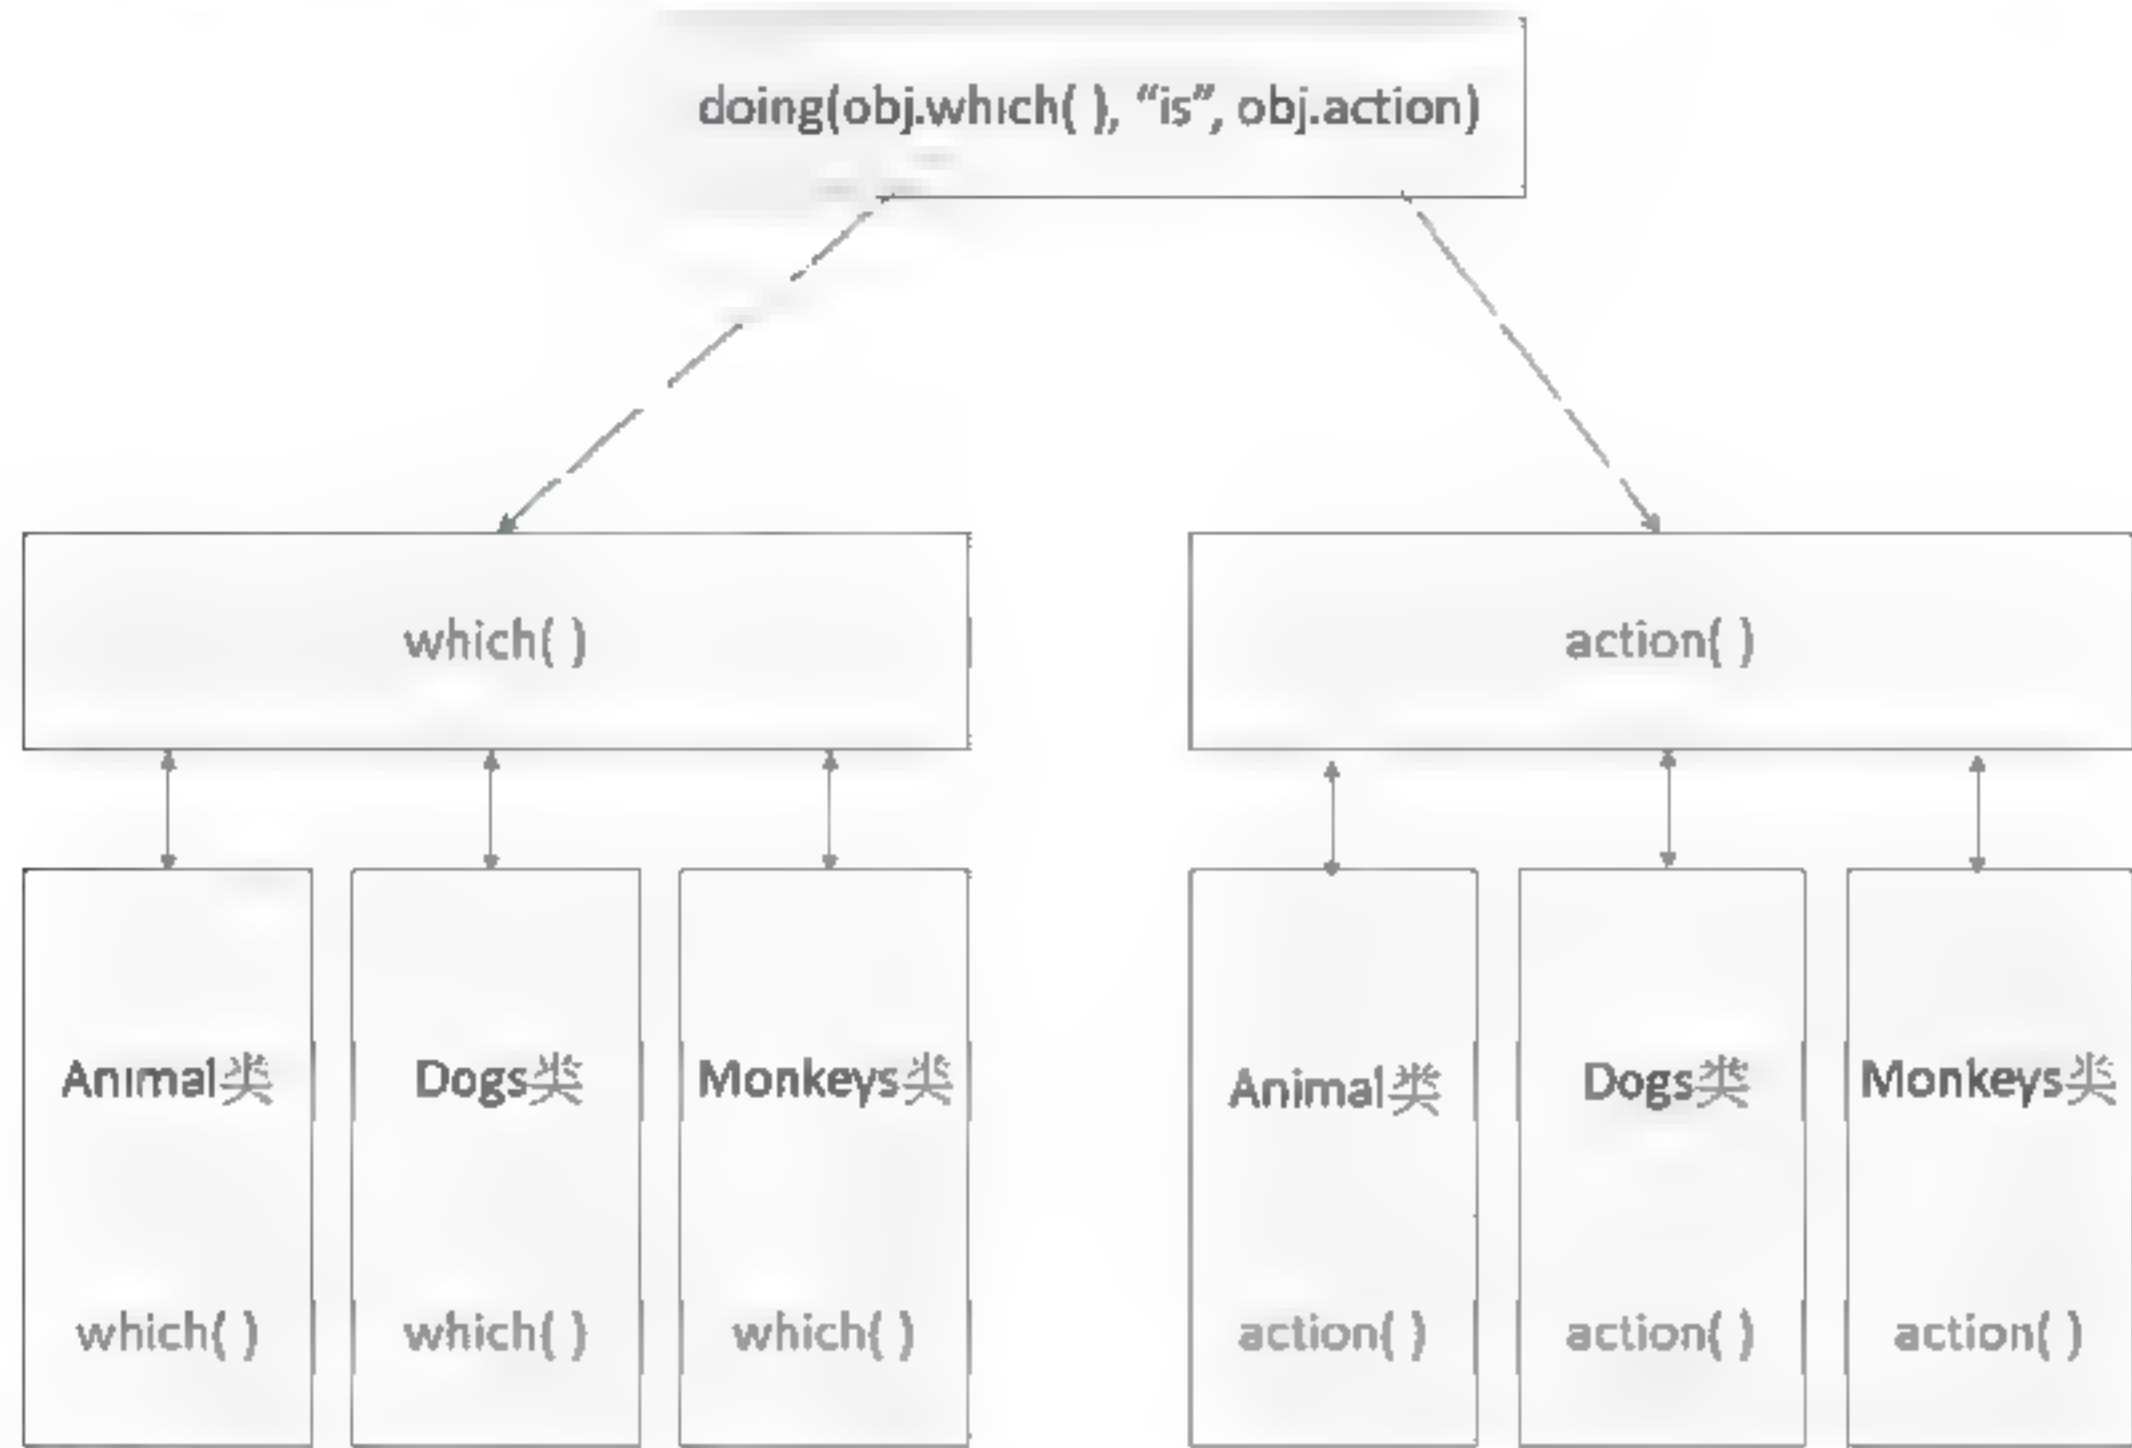 doing(obj.which( ), “is”, obj.action)
which( )
action( )
Animal类
Dogs类
Monkeys类
Animal类
Dogs类
Monkeys类
which( )
which( )
which( )
action( )
action( )
action( )